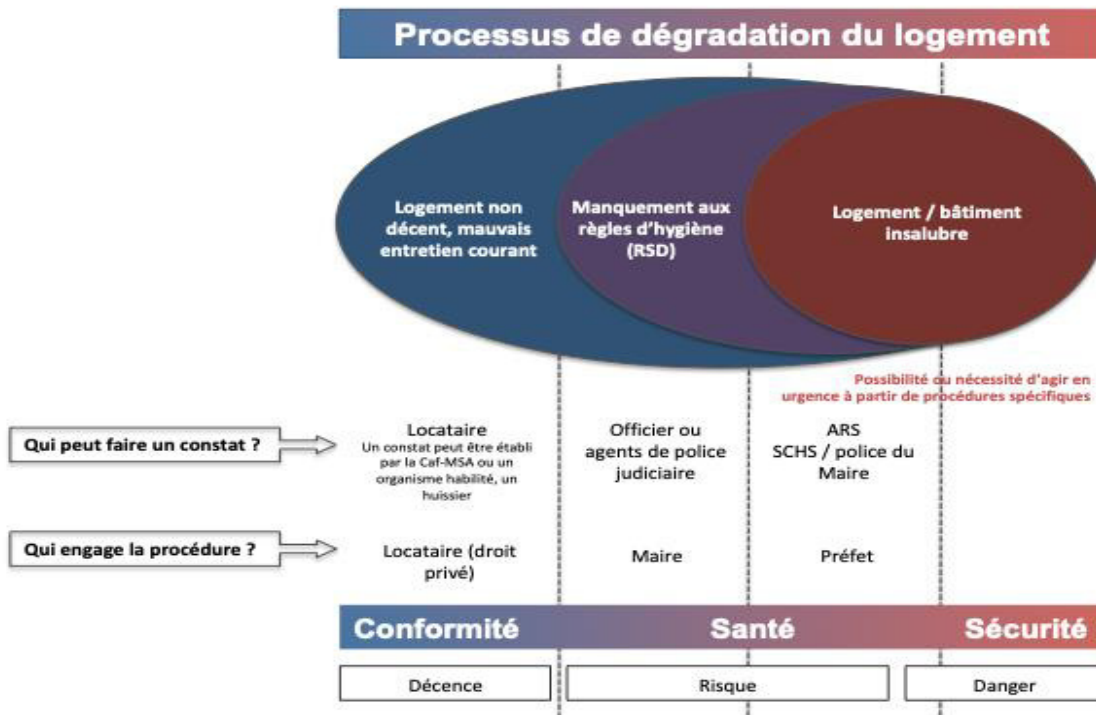 Processus de dégradation du logement
Logement non
décent, mauvais
entretien courant
Manquement aux
règles d'hygiène
(RSD)
Logement / bâtiment
insalubre
Possibilité ou nécessité d'agir en
urgence à partir de procédures spécifiques
Qui peut faire un constat ?
Locataire
Un constat peut être établi
par la Caf-MSA ou un
organisme habilité, un
huissier
Officier ou
agents de police
judiciaire
ARS
SCHS / police du
Maire
Qui engage la procédure ?
Locataire (droit
privé)
Maire
Préfet
Conformité
Santé
Sécurité
Décence
Risque
Danger